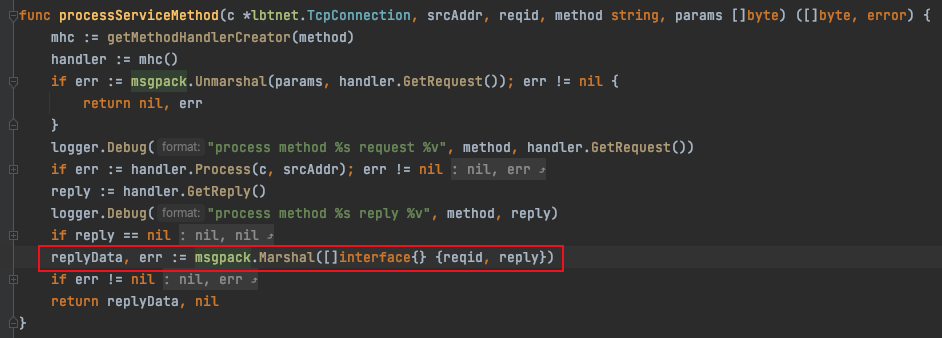 func processServiceMethod(c *lbtnet.TcpConnection, srcAddr, reqid, method string, params []byte) ([]byte, error) {
    mhc := getMethodHandlerCreator(method)
    handler := mhc()
    if err := msgpack.Unmarshal(params, handler.GetRequest()); err != nil {
        return nil, err
    }
    logger.Debug( format: "process method %s request %v", method, handler.GetRequest())
    if err := handler.Process(c, srcAddr); err != nil : nil, err ⤴
    reply := handler.GetReply()
    logger.Debug( format: "process method %s reply %v", method, reply)
    if reply == nil : nil, nil ⤴
    replyData, err := msgpack.Marshal([]interface{} {reqid, reply})
    if err != nil : nil, err ⤴
    return replyData, nil
}